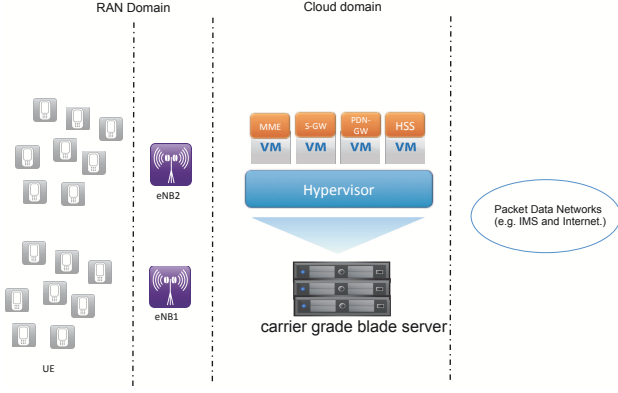 RAN Domain
Cloud domain
MME
S-GW
PDN-
GW
HSS
VM
VM
VM
VM
Hypervisor
eNB2
Packet Data Networks
(e.g. IMS and Internet.)
eNB1
carrier grade blade server
UE